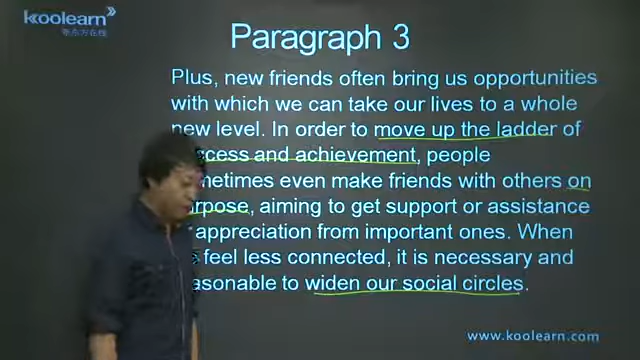 koolearn
新东方在线
Paragraph 3
Plus, new friends often bring us opportunities
with which we can take our lives to a whole
new level. In order to move up the ladder of
cess and achievement, people
metimes even make friends with others on
rpose, aiming to get support or assistance
appreciation from important ones. When
feel less connected, it is necessary and
asonable to widen our social circles.
www.koolearn.com